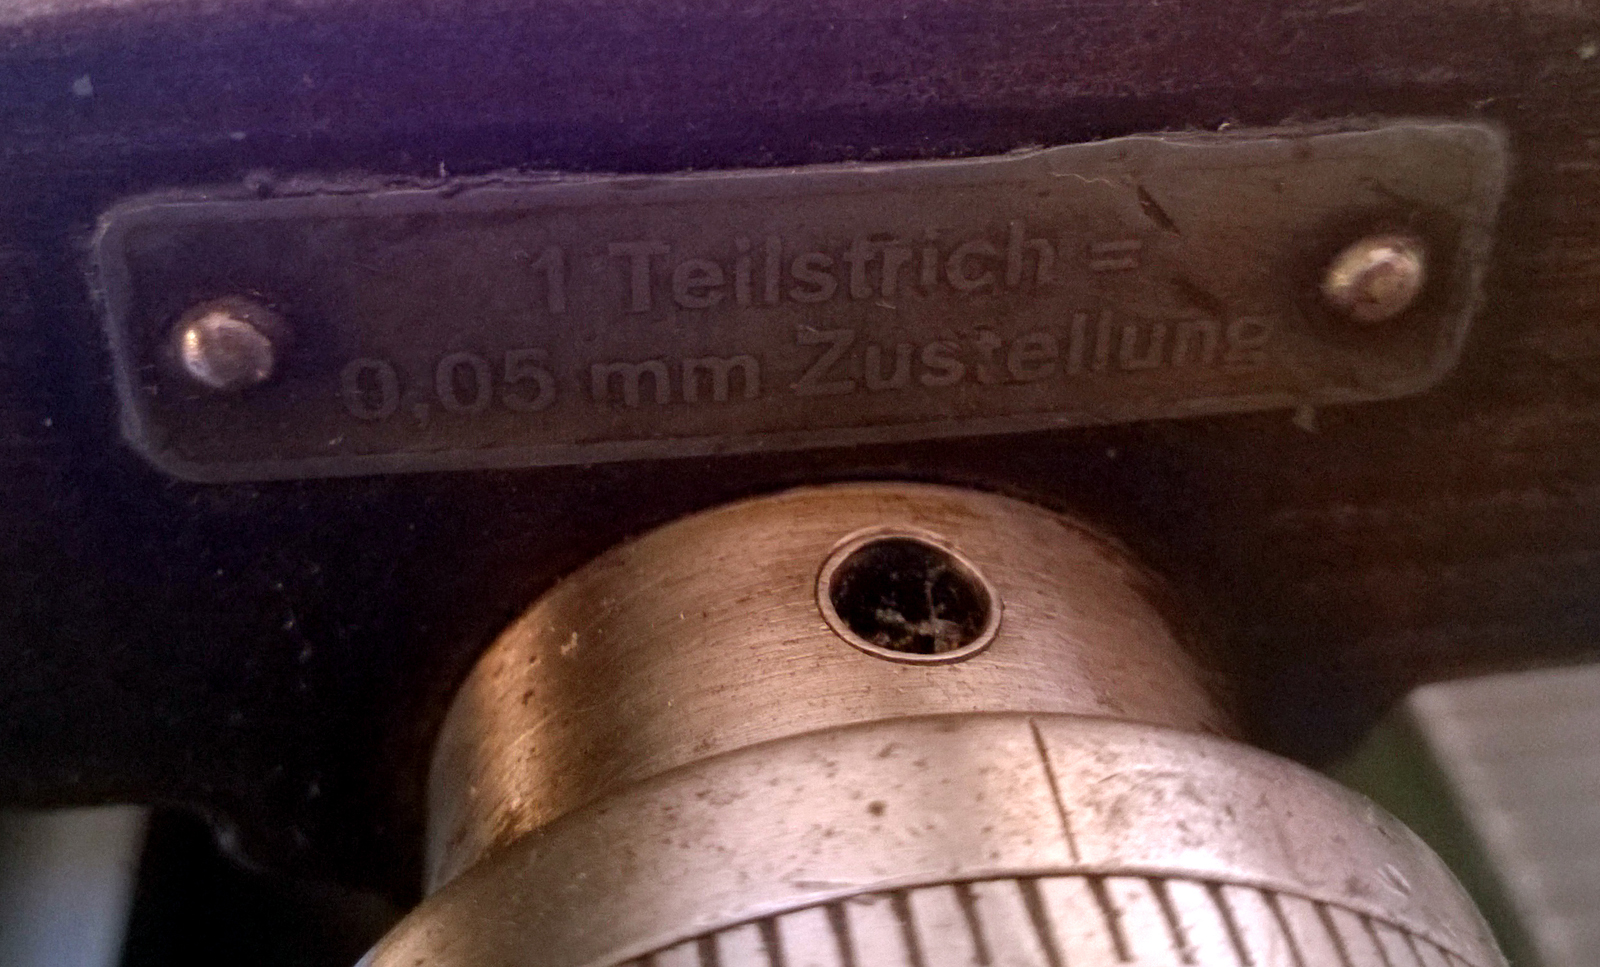 1 Teilstrich =
0,05 mm Zustellung